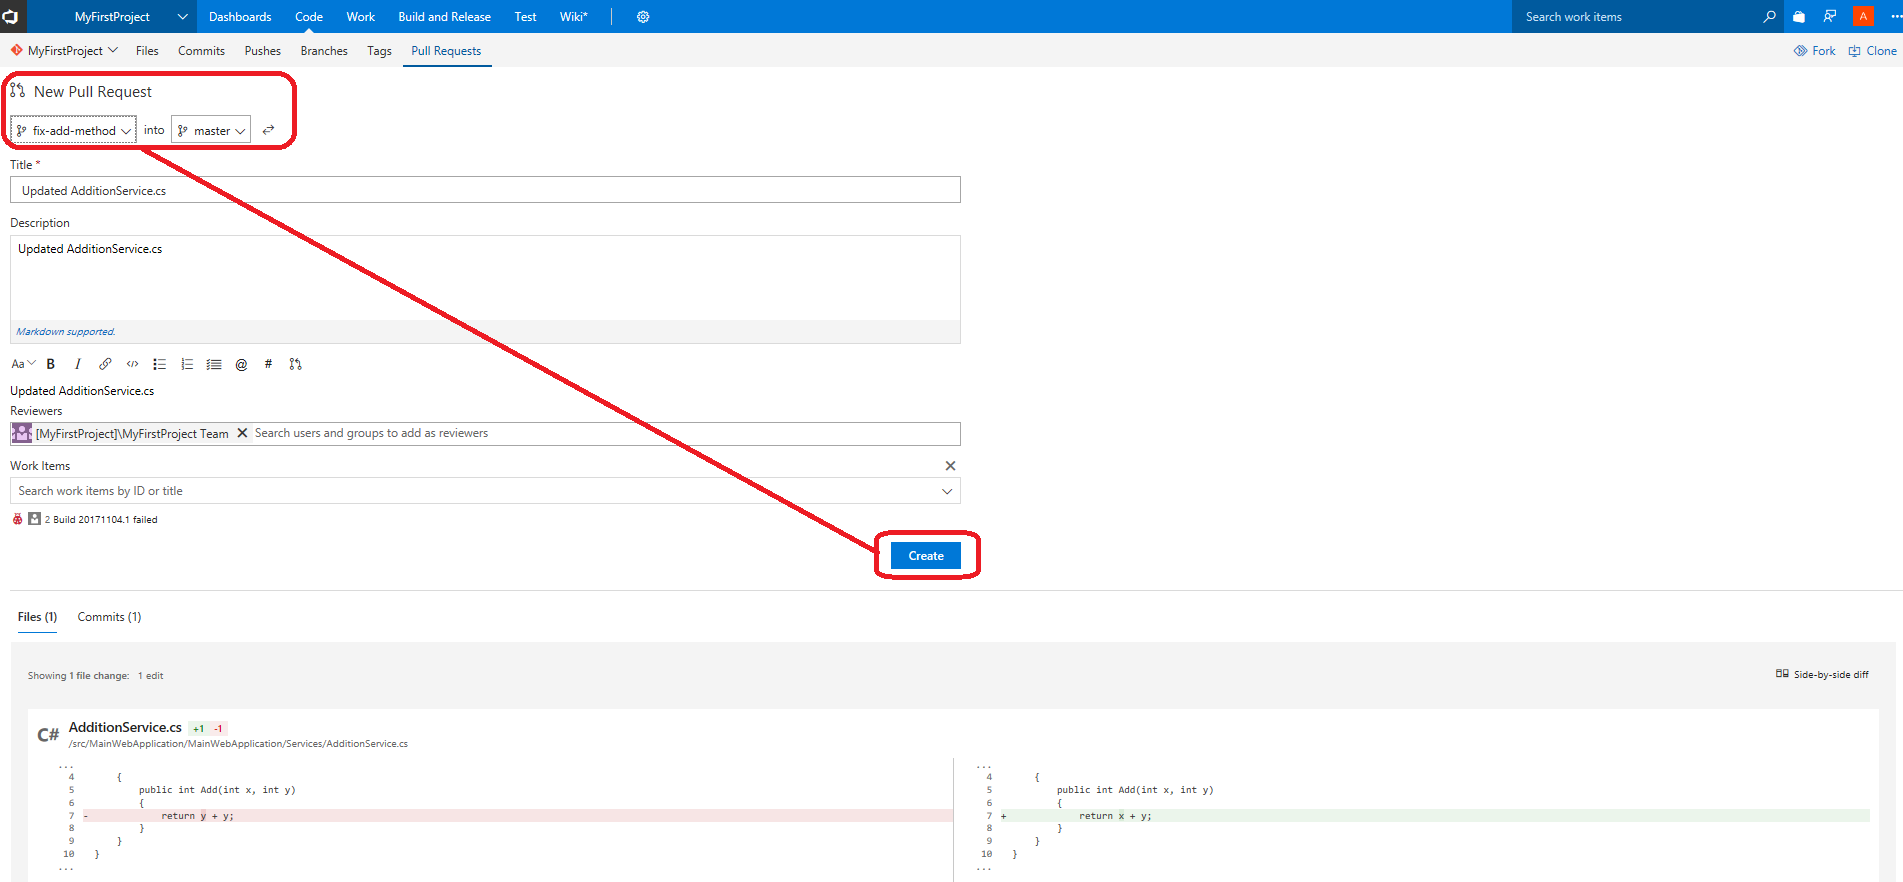 MyFirstProject Dashboards Code Work Build and Release Test Wiki* Search work items A
MyFirstProject Files Commits Pushes Branches Tags Pull Requests Fork Clone
New Pull Request
fix-add-method into master
Title *
Updated AdditionService.cs
Description
Updated AdditionService.cs
Markdown supported.
Aa B I </> @ #
Updated AdditionService.cs
Reviewers
[MyFirstProject]\MyFirstProject Team Search users and groups to add as reviewers
Work Items
Search work items by ID or title
2 Build 20171104.1 failed
Create
Files (1) Commits (1)
Showing 1 file change: 1 edit Side-by-side diff
C# AdditionService.cs +1 -1
/src/MainWebApplication/MainWebApplication/Services/AdditionService.cs
... ...
4 { 4 {
5 public int Add(int x, int y) 5 public int Add(int x, int y)
6 { 6 {
7 - return y + y; 7 + return x + y;
8 } 8 }
9 } 9 }
10 } 10 }
... ...